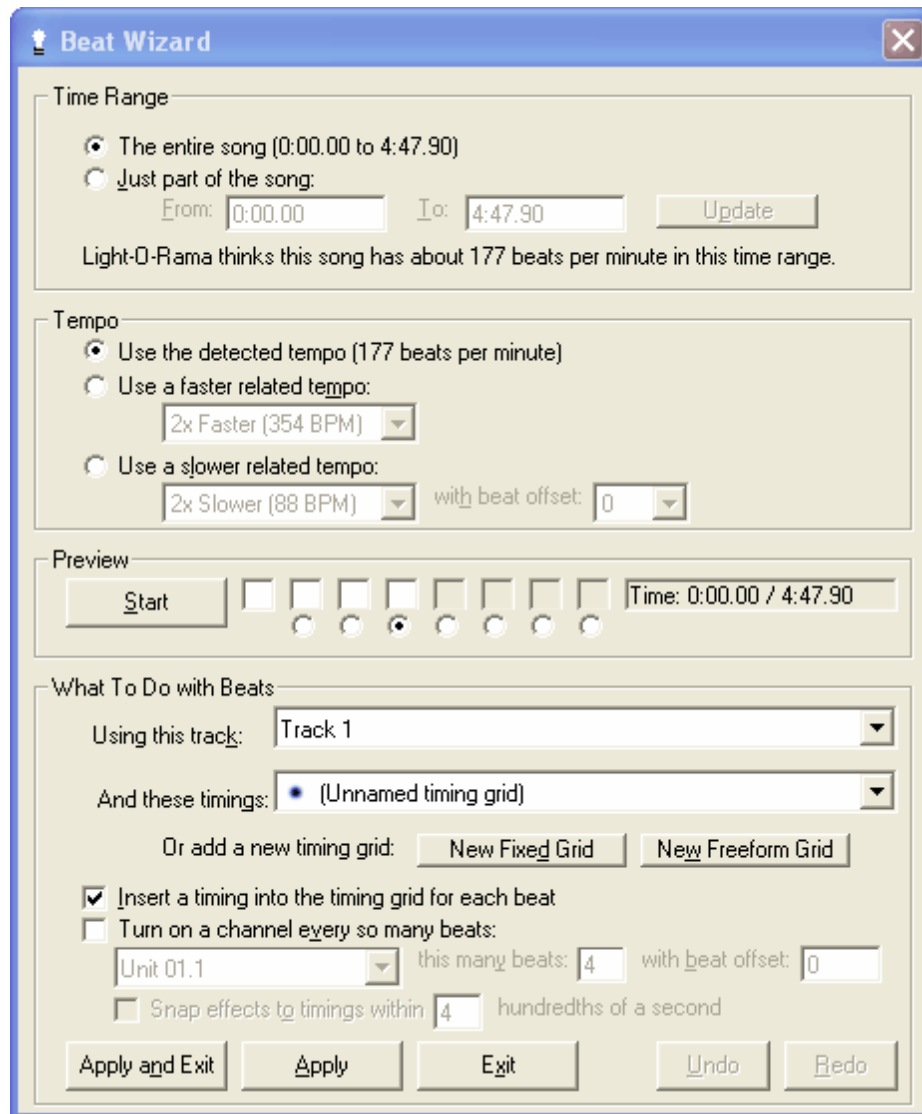 Beat Wizard
Time Range
The entire song (0:00.00 to 4:47.90)
Just part of the song:
From: 0:00.00 To: 4:47.90 Update
Light-O-Rama thinks this song has about 177 beats per minute in this time range.
Tempo
Use the detected tempo (177 beats per minute)
Use a faster related tempo:
2x Faster (354 BPM)
Use a slower related tempo:
2x Slower (88 BPM) with beat offset: 0
Preview
Start Time: 0:00.00 / 4:47.90
What To Do with Beats
Using this track: Track 1
And these timings: (Unnamed timing grid)
Or add a new timing grid: New Fixed Grid New Freeform Grid
Insert a timing into the timing grid for each beat
Turn on a channel every so many beats:
Unit 01.1 this many beats: 4 with beat offset: 0
Snap effects to timings within 4 hundredths of a second
Apply and Exit Apply Exit Undo Redo